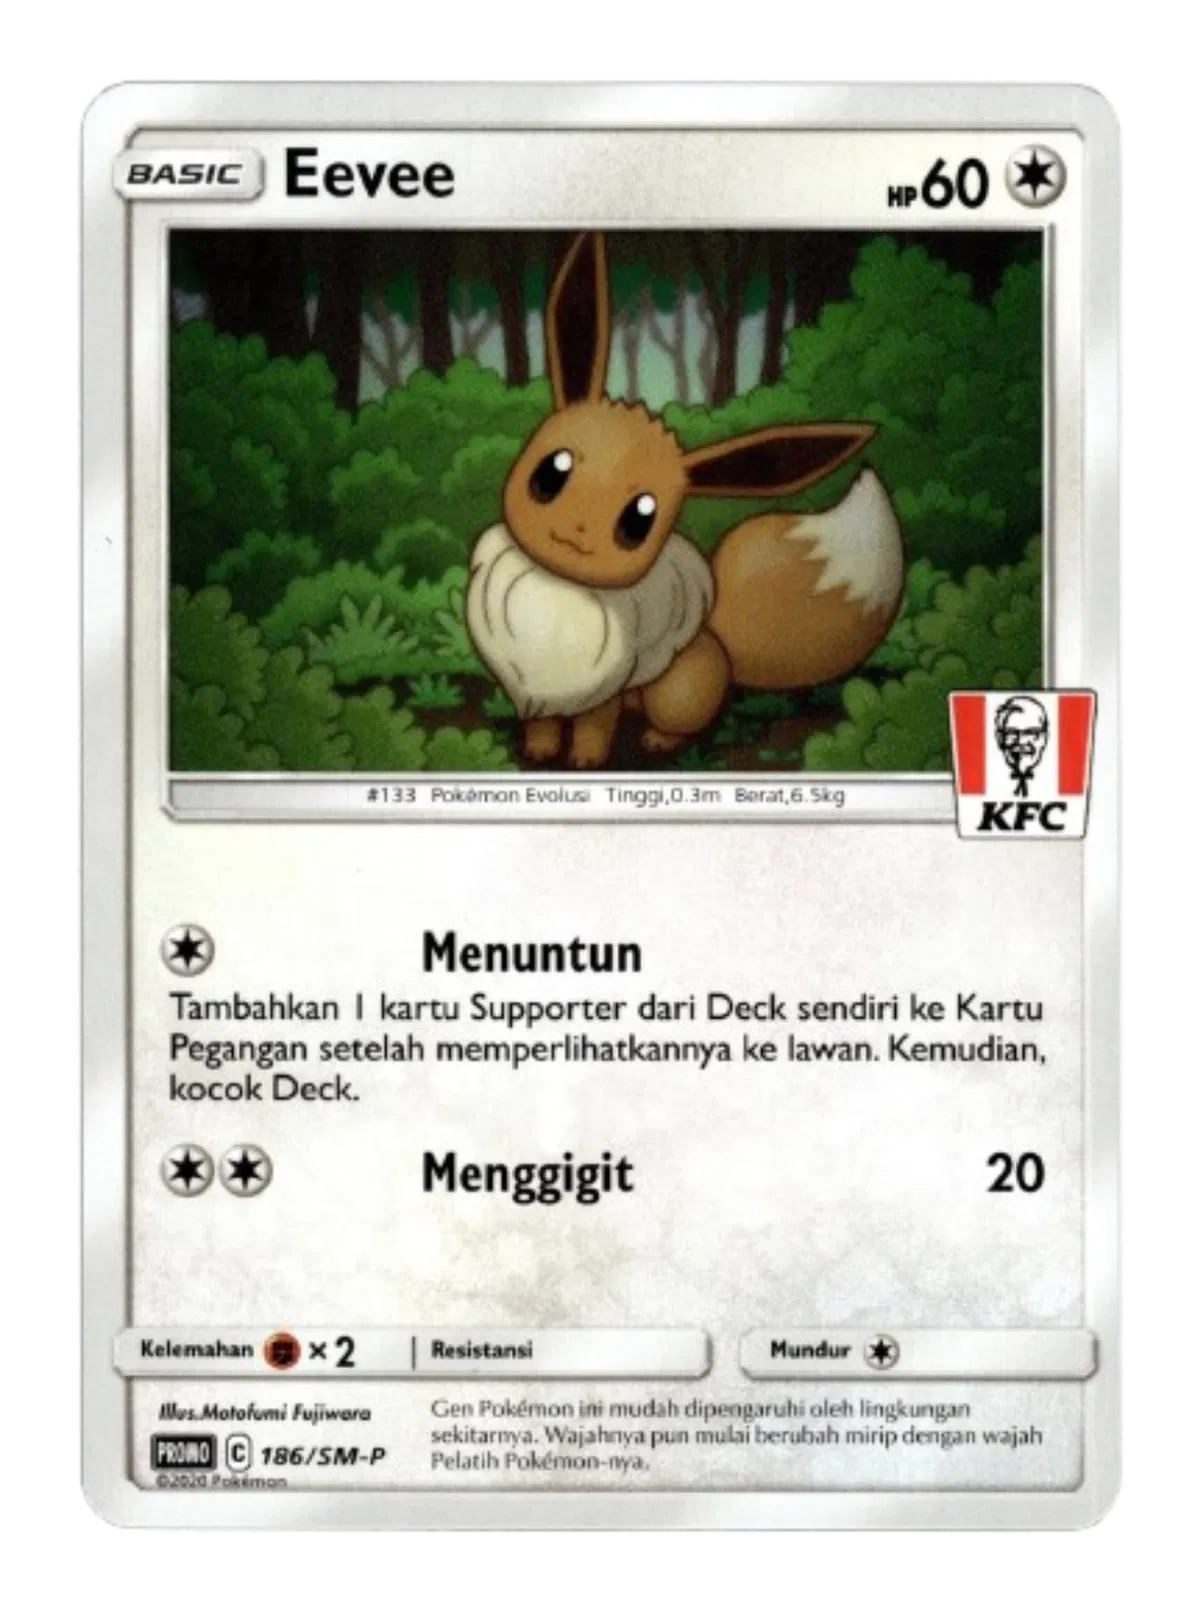 BASIC Eevee HP 60
#133 Pokémon Evolusi Tinggi,0.3m Berat,6.5kg
KFC
Menuntun
Tambahkan 1 kartu Supporter dari Deck sendiri ke Kartu
Pegangan setelah memperlihatkannya ke lawan. Kemudian,
kocok Deck.
Menggigit 20
Kelemahan ×2 Resistansi Mundur
Illus.Motofumi Fujiwara
PROMO C 186/SM-P
©2020 Pokémon
Gen Pokémon ini mudah dipengaruhi oleh lingkungan
sekitarnya. Wajahnya pun mulai berubah mirip dengan wajah
Pelatih Pokémon-nya.